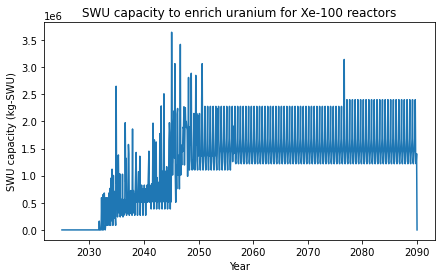 SWU capacity to enrich uranium for Xe-100 reactors
1e6
3.5
3.0
2.5
2.0
1.5
1.0
0.5
0.0
SWU capacity (kg-SWU)
2030 2040 2050 2060 2070 2080 2090
Year